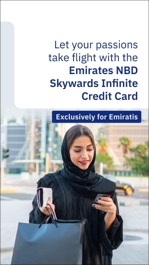 Let your passions
take flight with the
Emirates NBD
Skywards Infinite
Credit Card
Exclusively for Emiratis